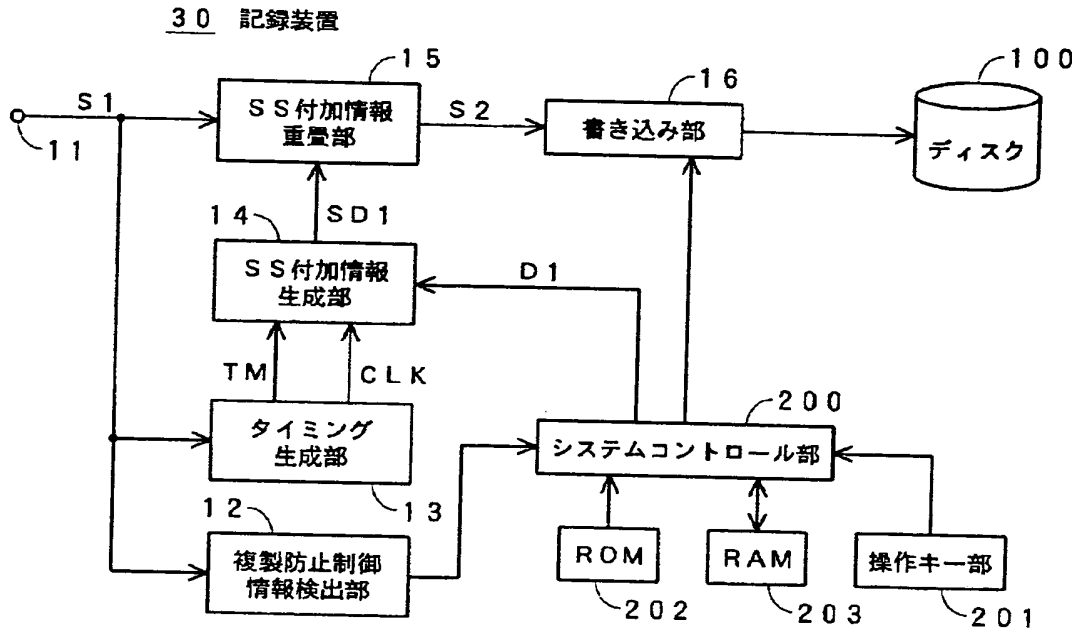 30 記録装置
15
16
100
S1
SS付加情報
重畳部
S2
書き込み部
ディスク
11
14
SD1
SS付加情報
生成部
D1
TM
CLK
200
タイミング
生成部
システムコントロール部
12
13
複製防止制御
情報検出部
ROM
RAM
操作キー部
202
203
201